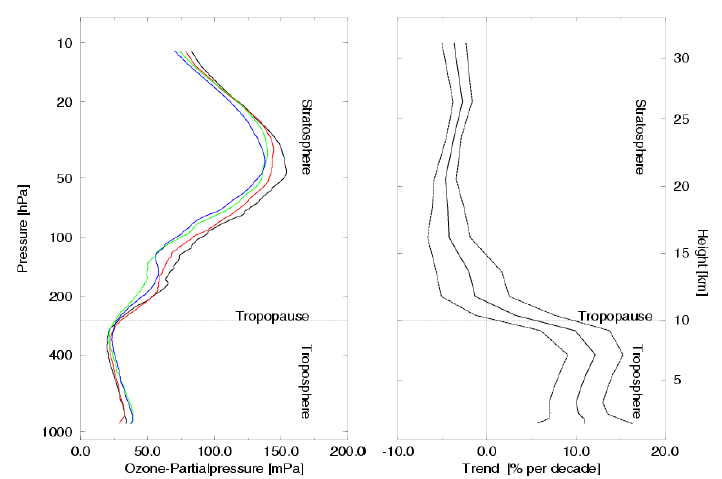 10
20
50
100
200
400
1000
Pressure [hPa]
Stratosphere
Tropopause
Troposphere
0.0 50.0 100.0 150.0 200.0
Ozone-Partialpressure [mPa]
30
25
20
15
10
5
Height [km]
Stratosphere
Tropopause
Troposphere
-10.0 0.0 10.0 20.0
Trend [% per decade]